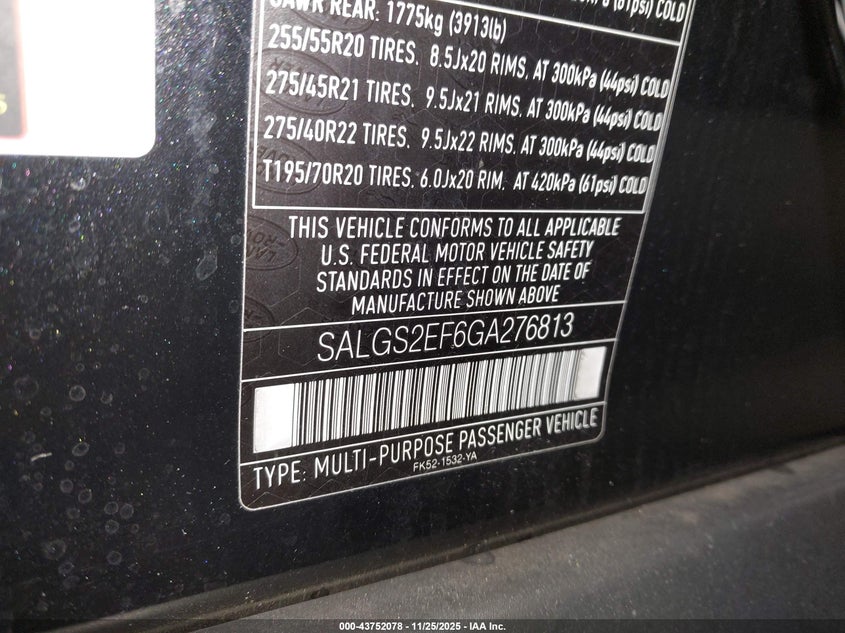 (61psi) COLD
GAWR REAR: 1775kg (3913lb)
255/55R20 TIRES, 8.5Jx20 RIMS, AT 300kPa (44psi) COLD
275/45R21 TIRES, 9.5Jx21 RIMS, AT 300kPa (44psi) COLD
275/40R22 TIRES, 9.5Jx22 RIMS, AT 300kPa (44psi) COLD
T195/70R20 TIRES, 6.0Jx20 RIM, AT 420kPa (61psi) COLD
THIS VEHICLE CONFORMS TO ALL APPLICABLE
U.S. FEDERAL MOTOR VEHICLE SAFETY
STANDARDS IN EFFECT ON THE DATE OF
MANUFACTURE SHOWN ABOVE
SALGS2EF6GA276813
TYPE: MULTI-PURPOSE PASSENGER VEHICLE
FK52-1532-YA
000-43752078 - 11/25/2025 - IAA Inc.